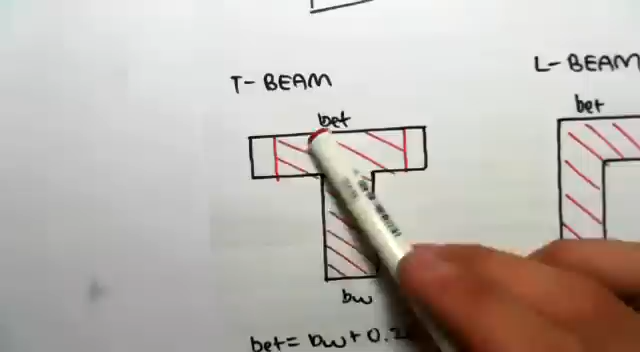 T-BEAM
L-BEAM
bef
bef
bw
bef = bw + 0.2